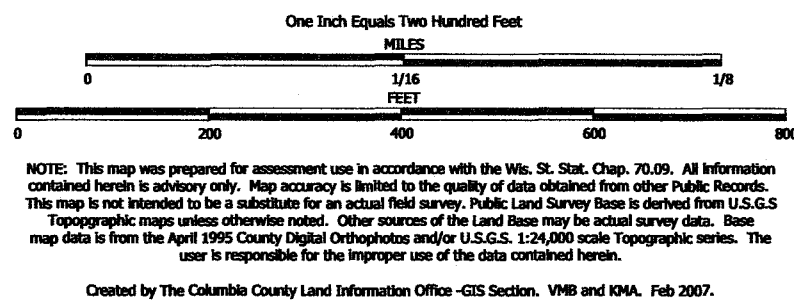 One Inch Equals Two Hundred Feet
MILES
0 1/16 1/8
FEET
0 200 400 600 800
NOTE: This map was prepared for assessment use in accordance with the Wis. St. Stat. Chap. 70.09. All information
contained herein is advisory only. Map accuracy is limited to the quality of data obtained from other Public Records.
This map is not intended to be a substitute for an actual field survey. Public Land Survey Base is derived from U.S.G.S
Topopgraphic maps unless otherwise noted. Other sources of the Land Base may be actual survey data. Base
map data is from the April 1995 County Digital Orthophotos and/or U.S.G.S. 1:24,000 scale Topographic series. The
user is responsible for the improper use of the data contained herein.
Created by The Columbia County Land Information Office -GIS Section. VMB and KMA. Feb 2007.